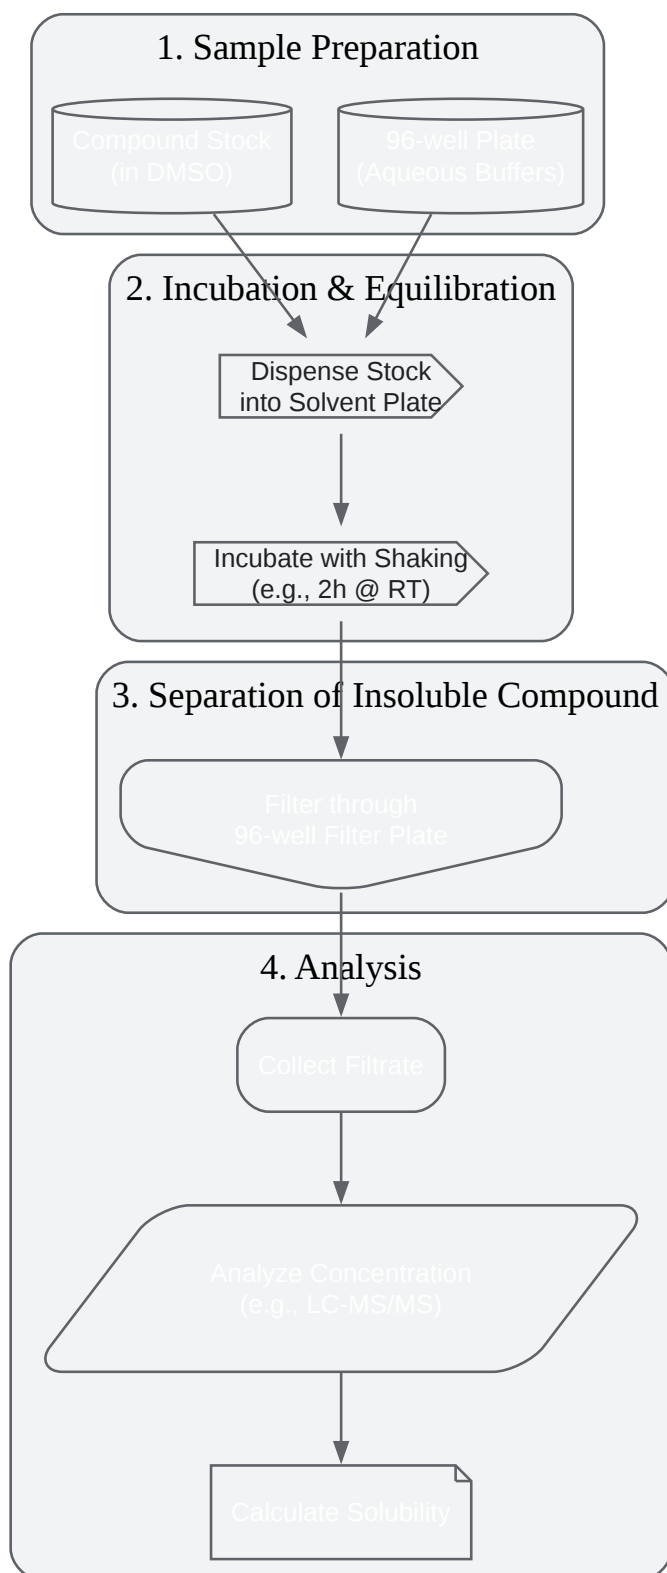 1. Sample Preparation
Compound Stock
(in DMSO)
96-well Plate
(Aqueous Buffers)
2. Incubation & Equilibration
Dispense Stock
into Solvent Plate
Incubate with Shaking
(e.g., 2h @ RT)
3. Separation of Insoluble Compound
Filter through
96-well Filter Plate
4. Analysis
Collect Filtrate
Analyze Concentration
(e.g., LC-MS/MS)
Calculate Solubility